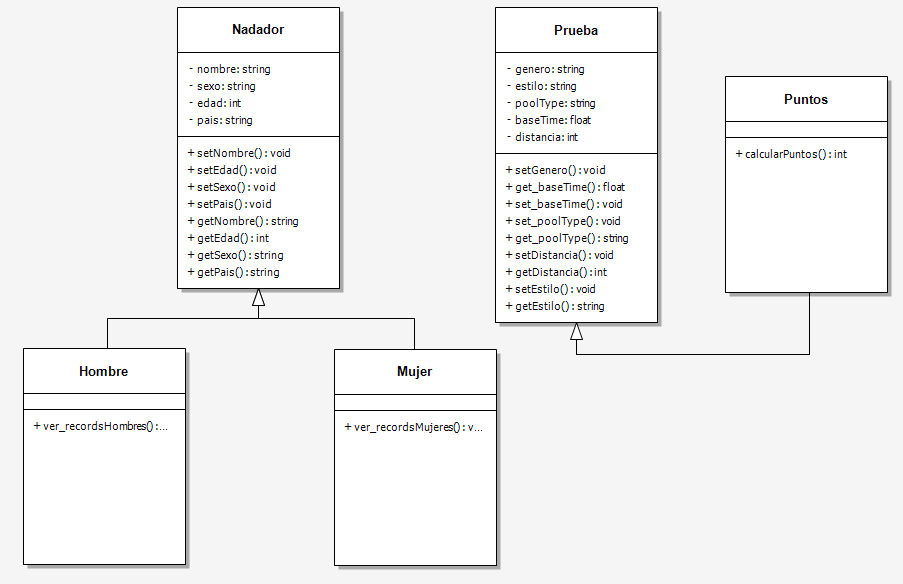 Nadador
- nombre: string
- sexo: string
- edad: int
- pais: string
+ setNombre(): void
+ setEdad(): void
+ setSexo(): void
+ setPais(): void
+ getNombre(): string
+ getEdad(): int
+ getSexo(): string
+ getPais(): string
Prueba
- genero: string
- estilo: string
- poolType: string
- baseTime: float
- distancia: int
+ setGenero(): void
+ get_baseTime(): float
+ set_baseTime(): void
+ set_poolType(): void
+ get_poolType(): string
+ setDistancia(): void
+ getDistancia(): int
+ setEstilo(): void
+ getEstilo(): string
Puntos
+ calcularPuntos(): int
Hombre
+ ver_recordsHombres():...
Mujer
+ ver_recordsMujeres(): v...